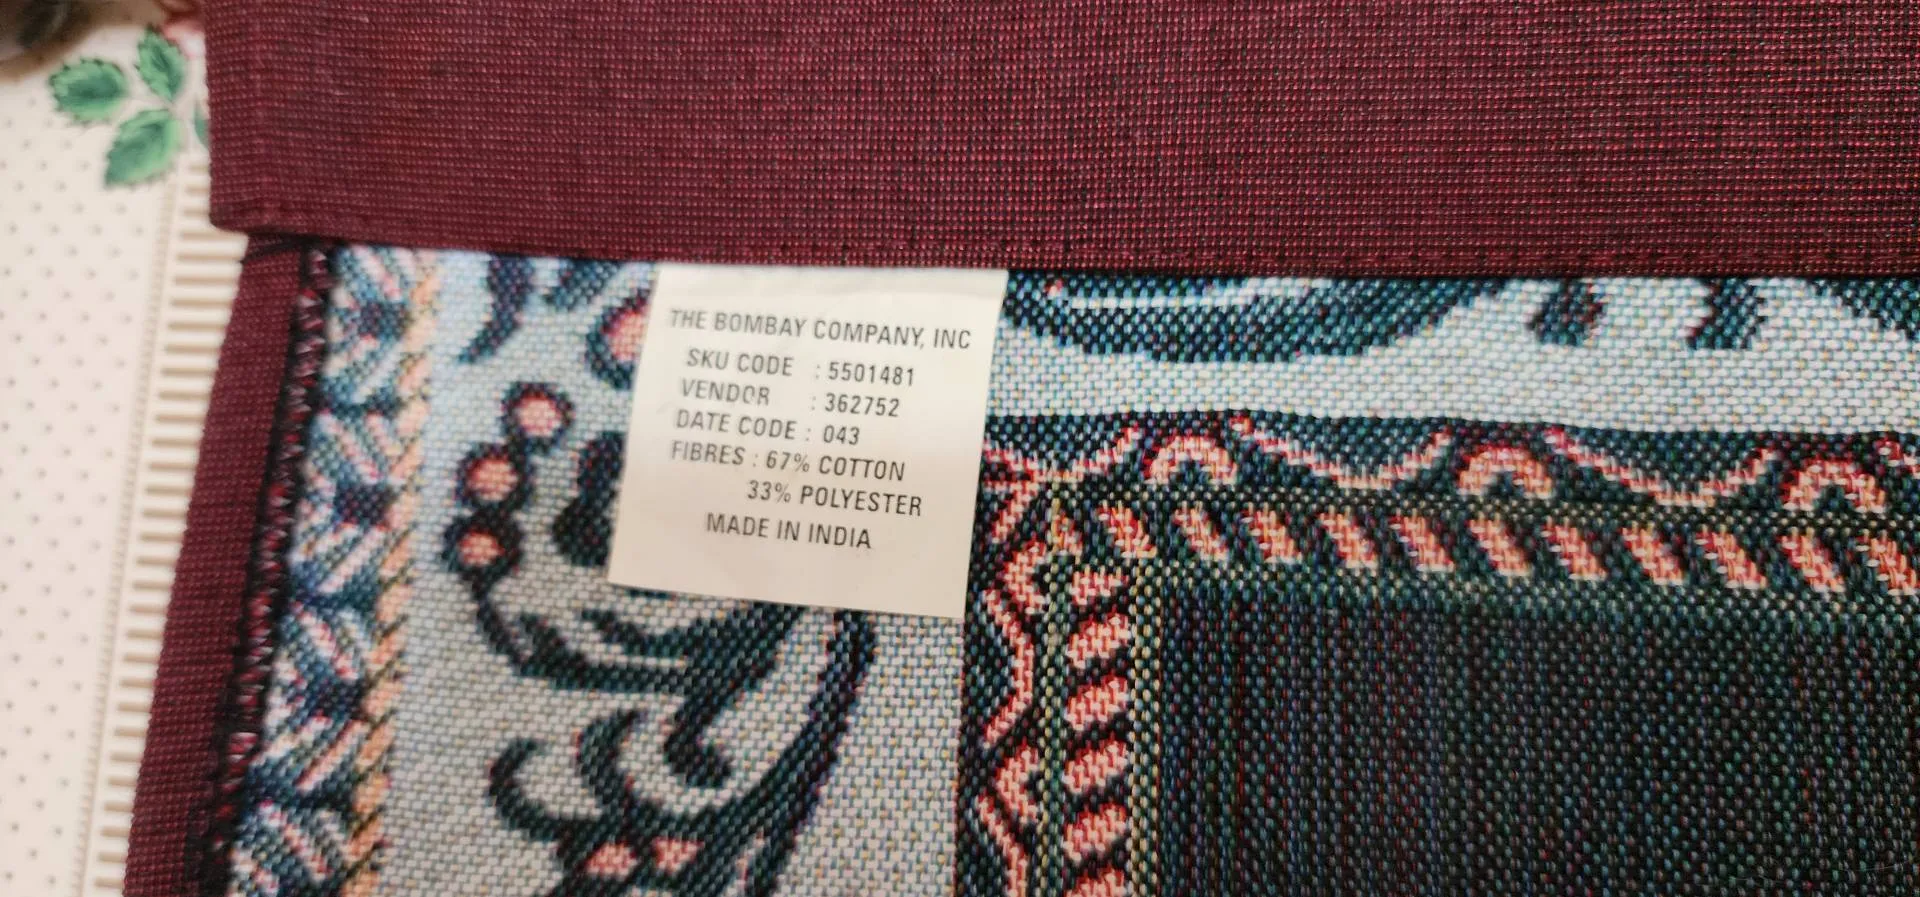 THE BOMBAY COMPANY, INC
SKU CODE : 5501481
VENDOR : 362752
DATE CODE : 043
FIBRES : 67% COTTON
33% POLYESTER
MADE IN INDIA